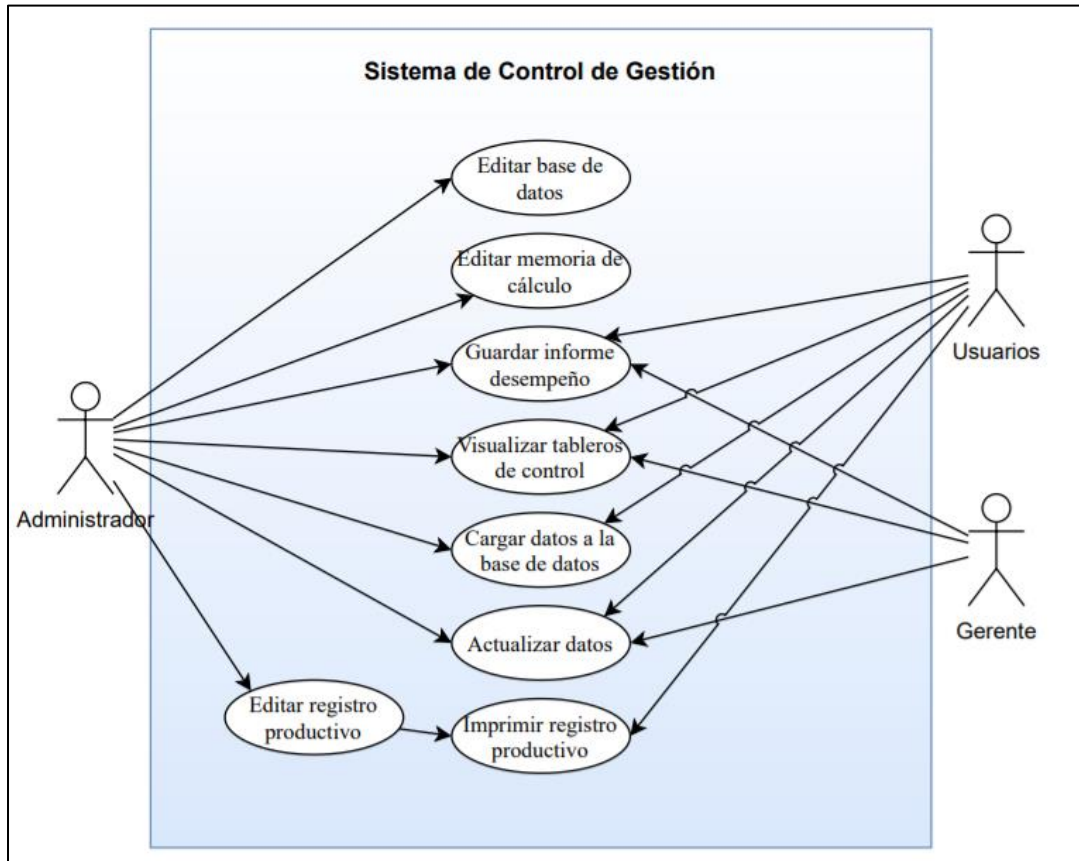 Sistema de Control de Gestión
Editar base de
datos
Editar memoria de
cálculo
Guardar informe
desempeño
Visualizar tableros
de control
Cargar datos a la
base de datos
Actualizar datos
Editar registro
productivo
Imprimir registro
productivo
Administrador
Usuarios
Gerente